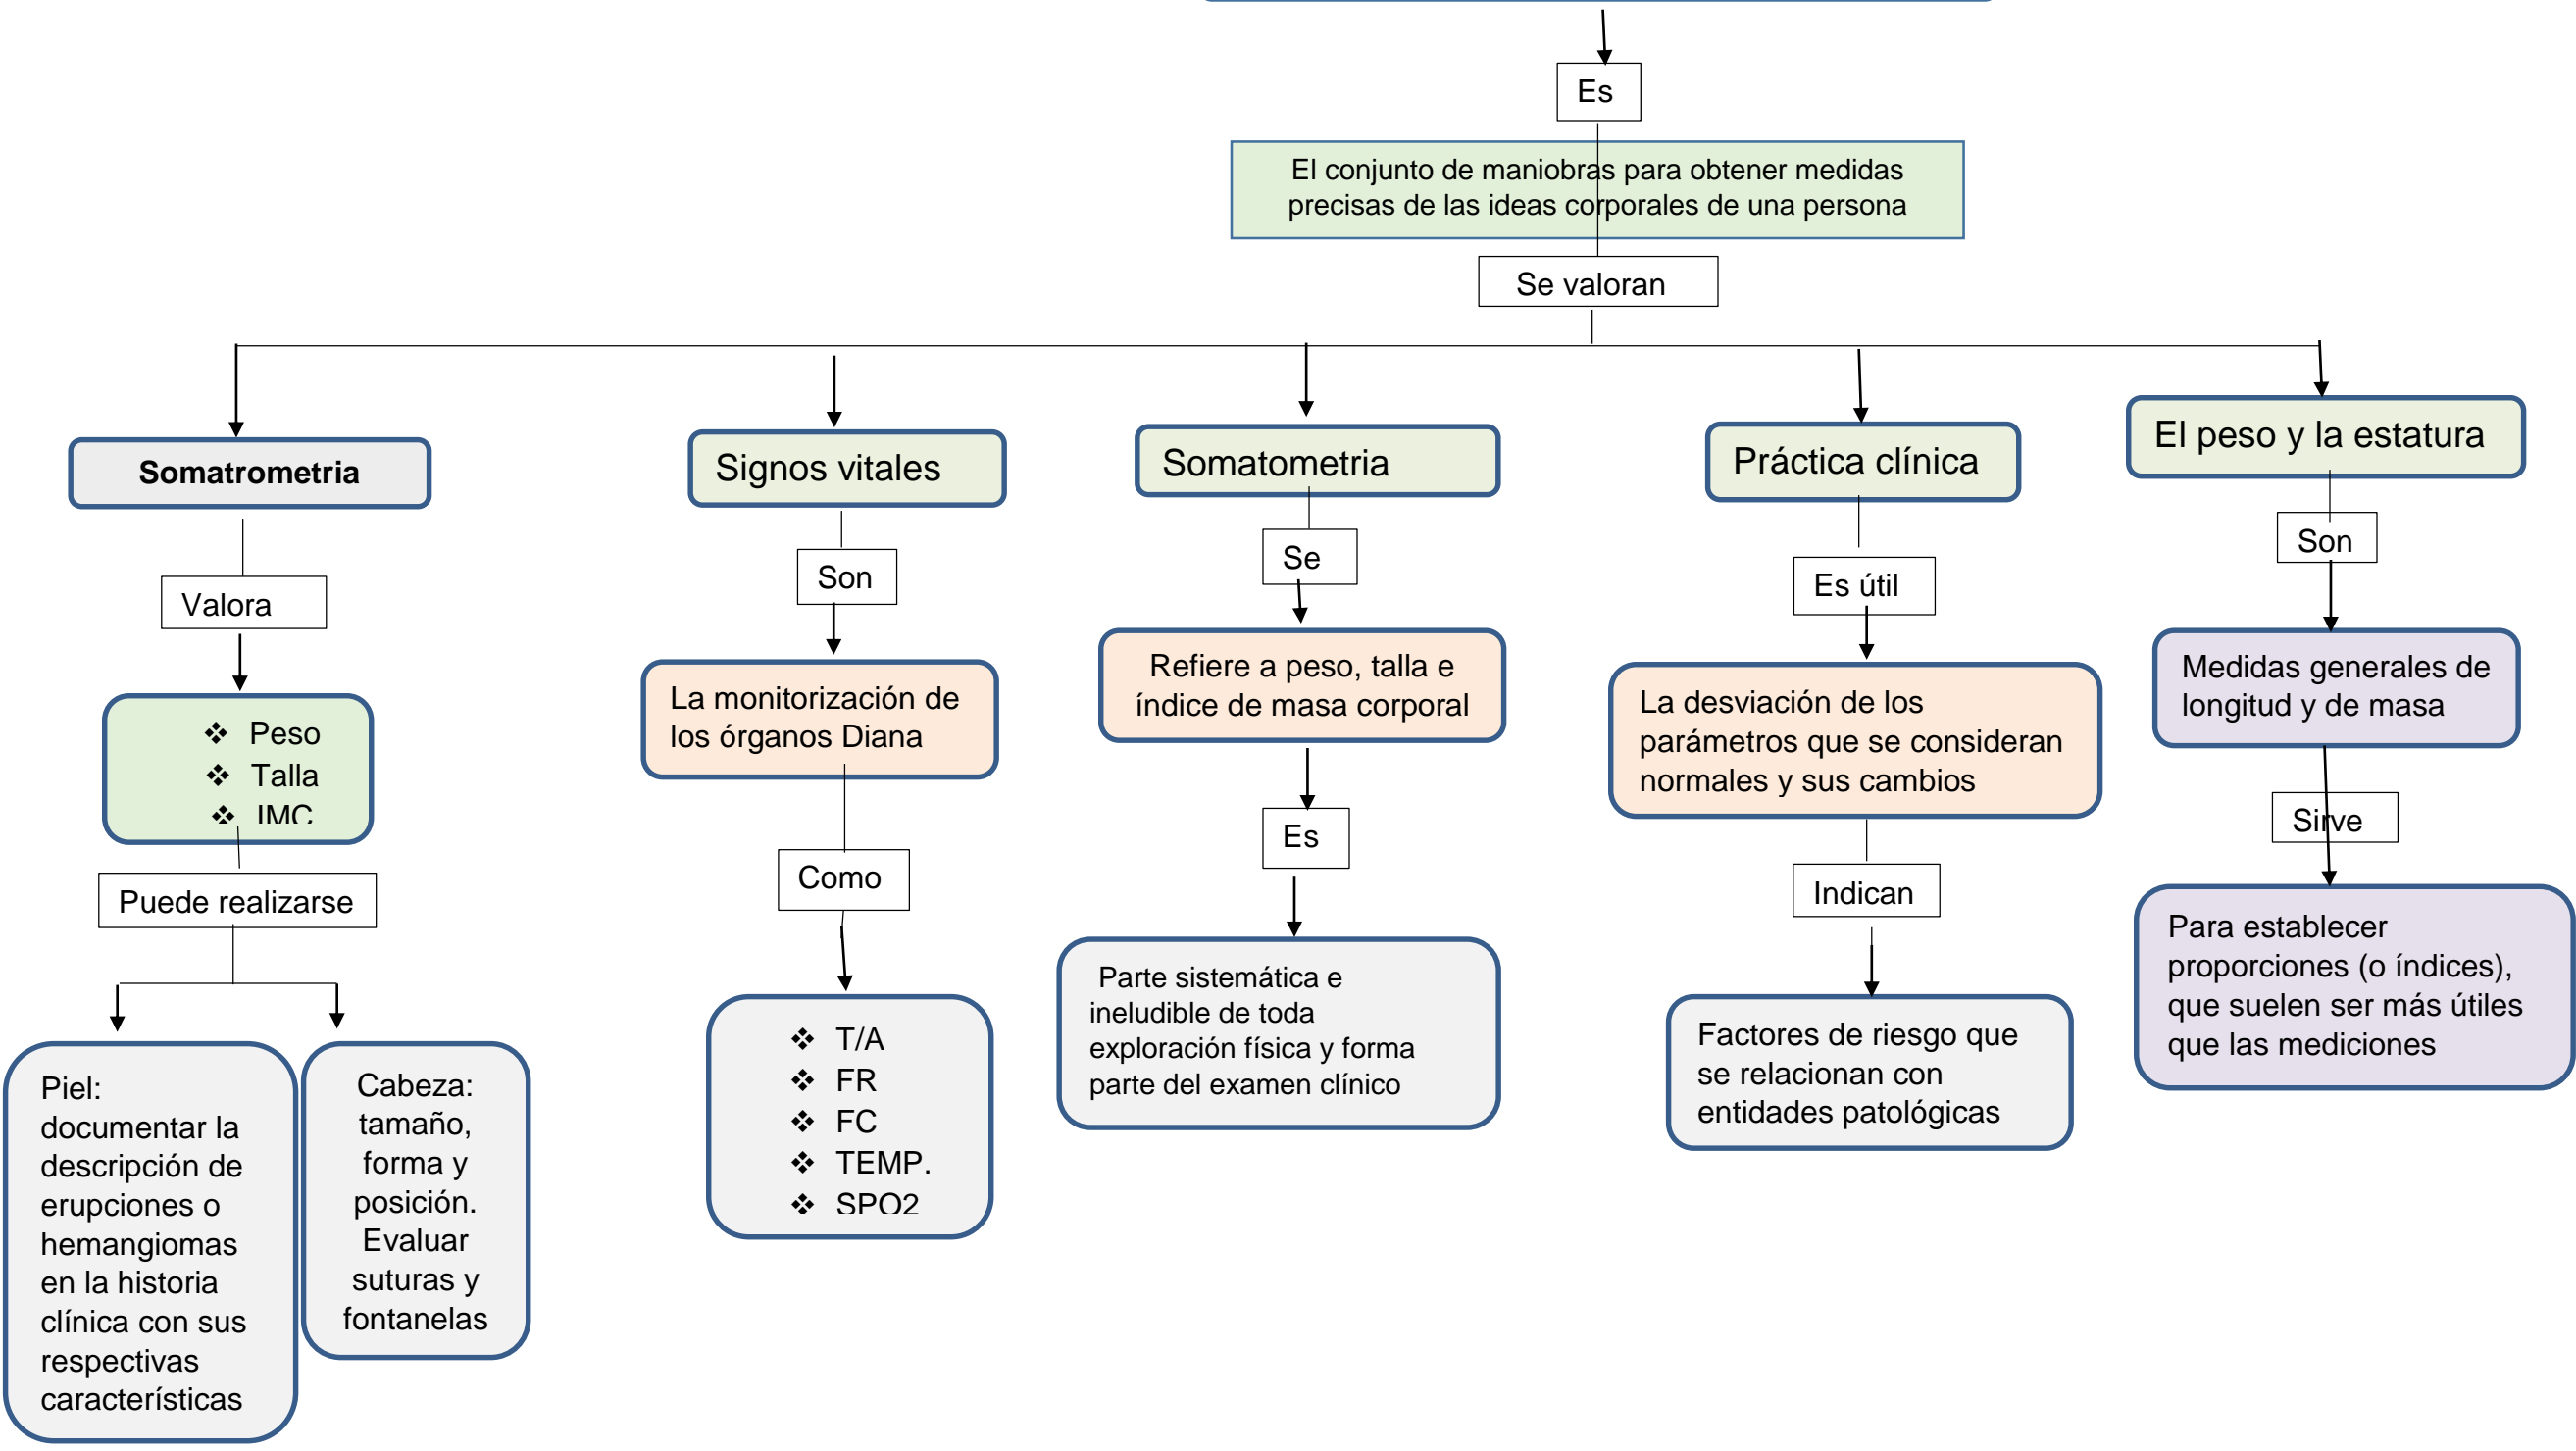 Es
El conjunto de maniobras para obtener medidas
precisas de las ideas corporales de una persona
Se valoran
Somatrometria
Valora
❖ Peso
❖ Talla
❖ IMC
Puede realizarse
Piel:
documentar la
descripción de
erupciones o
hemangiomas
en la historia
clínica con sus
respectivas
características
Cabeza:
tamaño,
forma y
posición.
Evaluar
suturas y
fontanelas
Signos vitales
Son
La monitorización de
los órganos Diana
Como
❖ T/A
❖ FR
❖ FC
❖ TEMP.
❖ SPO2
Somatometria
Se
Refiere a peso, talla e
índice de masa corporal
Es
Parte sistemática e
ineludible de toda
exploración física y forma
parte del examen clínico
Práctica clínica
Es útil
La desviación de los
parámetros que se consideran
normales y sus cambios
Indican
Factores de riesgo que
se relacionan con
entidades patológicas
El peso y la estatura
Son
Medidas generales de
longitud y de masa
Sirve
Para establecer
proporciones (o índices),
que suelen ser más útiles
que las mediciones